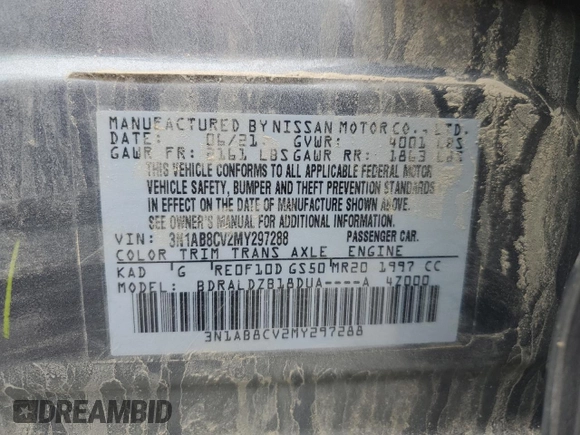 MANUFACTURED BY NISSAN MOTOR CO., LTD.
DATE: 06/21 GVWR: 4001 LBS
GAWR FR: 2161 LBS GAWR RR: 1863 LBS
THIS VEHICLE CONFORMS TO ALL APPLICABLE FEDERAL MOTOR
VEHICLE SAFETY, BUMPER AND THEFT PREVENTION STANDARDS
IN EFFECT ON THE DATE OF MANUFACTURE SHOWN ABOVE.
SEE OWNER'S MANUAL FOR ADDITIONAL INFORMATION.
VIN: 3N1AB8CV2MY297288 PASSENGER CAR.
COLOR TRIM TRANS AXLE ENGINE
KAD G RE0F10D GS50 MR20 1997 CC
MODEL: BDRALDZB18DUA----A 4Z000
3N1AB8CV2MY297288
DREAMBID